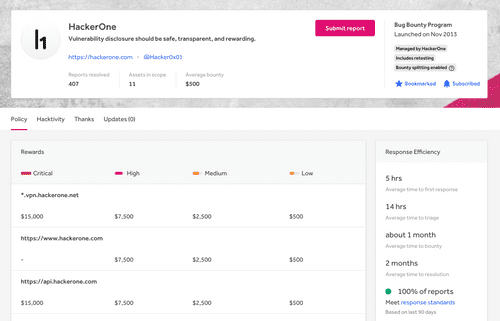 HackerOne
Vulnerability disclosure should be safe, transparent, and rewarding.
https://hackerone.com · @Hacker0x01
Reports resolved Assets in scope Average bounty
407 11 $500
Submit report
Bug Bounty Program
Launched on Nov 2013
Managed by HackerOne
Includes retesting
Bounty splitting enabled ?
Bookmarked Subscribed
Policy Hacktivity Thanks Updates (0)
Rewards
Critical High Medium Low
*.vpn.hackerone.net
$15,000 $7,500 $2,500 $500
https://www.hackerone.com
- $7,500 $2,500 $500
https://api.hackerone.com
$15,000 $7,500 $2,500 $500
Response Efficiency
5 hrs
Average time to first response
14 hrs
Average time to triage
about 1 month
Average time to bounty
2 months
Average time to resolution
100% of reports
Meet response standards
Based on last 90 days